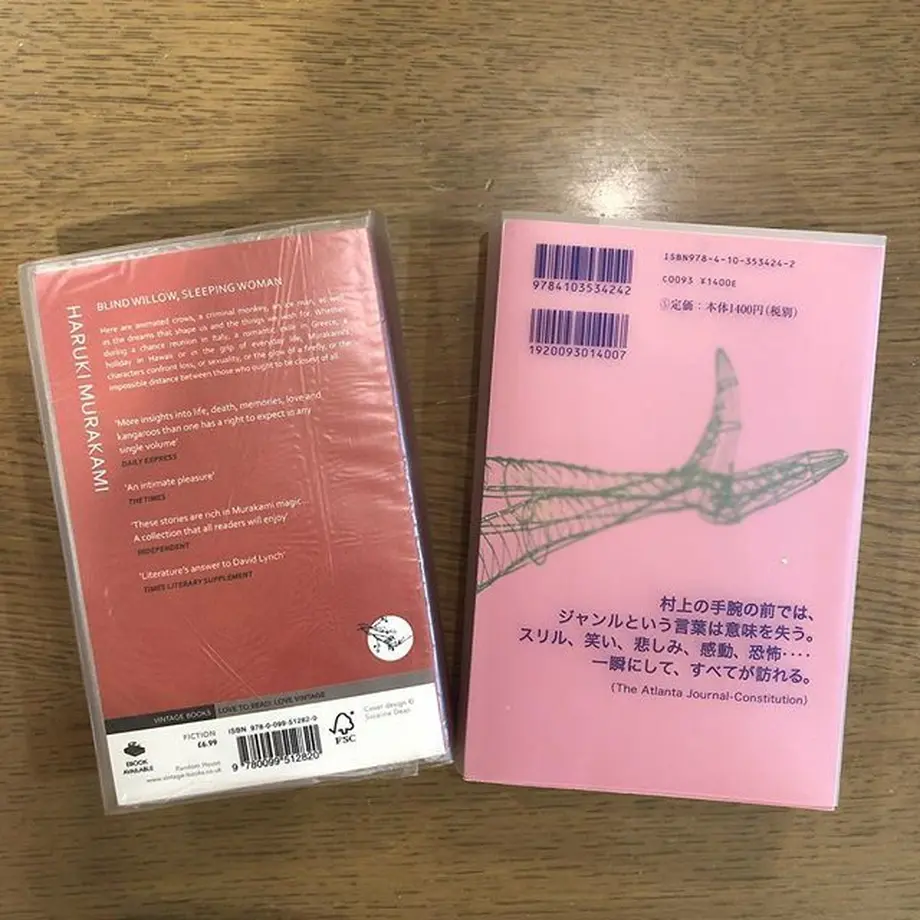 HARUKI MURAKAMI
BLIND WILLOW, SLEEPING WOMAN
Here are animated crows, a criminal monkey, an ice man, as well
as the dreams that shape us and the things we wish for. Whether
during a chance reunion in Italy, a romantic exile in Greece, a
holiday in Hawaii or in the grip of everyday life, Murakami's
characters confront loss, or sexuality, or the glow of a firefly, or the
impossible distance between those who ought to be closest of all.
'More insights into life, death, memories, love and
kangaroos than one has a right to expect in any
single volume'
DAILY EXPRESS
'An intimate pleasure'
THE TIMES
'These stories are rich in Murakami magic...
A collection that all readers will enjoy'
INDEPENDENT
'Literature's answer to David Lynch'
TIMES LITERARY SUPPLEMENT
VINTAGE BOOKS LOVE TO READ. LOVE VINTAGE
EBOOK
AVAILABLE
FICTION
£6.99
Random House
www.vintage-books.co.uk
ISBN 978-0-099-51282-0
9 780099 512820
FSC
Cover design ©
Suzanne Dean
9784103534242
1920093014007
ISBN978-4-10-353424-2
C0093 ¥1400E
⑤定価:本体1400円(税別)
村上の手腕の前では、
ジャンルという言葉は意味を失う。
スリル、笑い、悲しみ、感動、恐怖‥‥
一瞬にして、すべてが訪れる。
(The Atlanta Journal-Constitution)